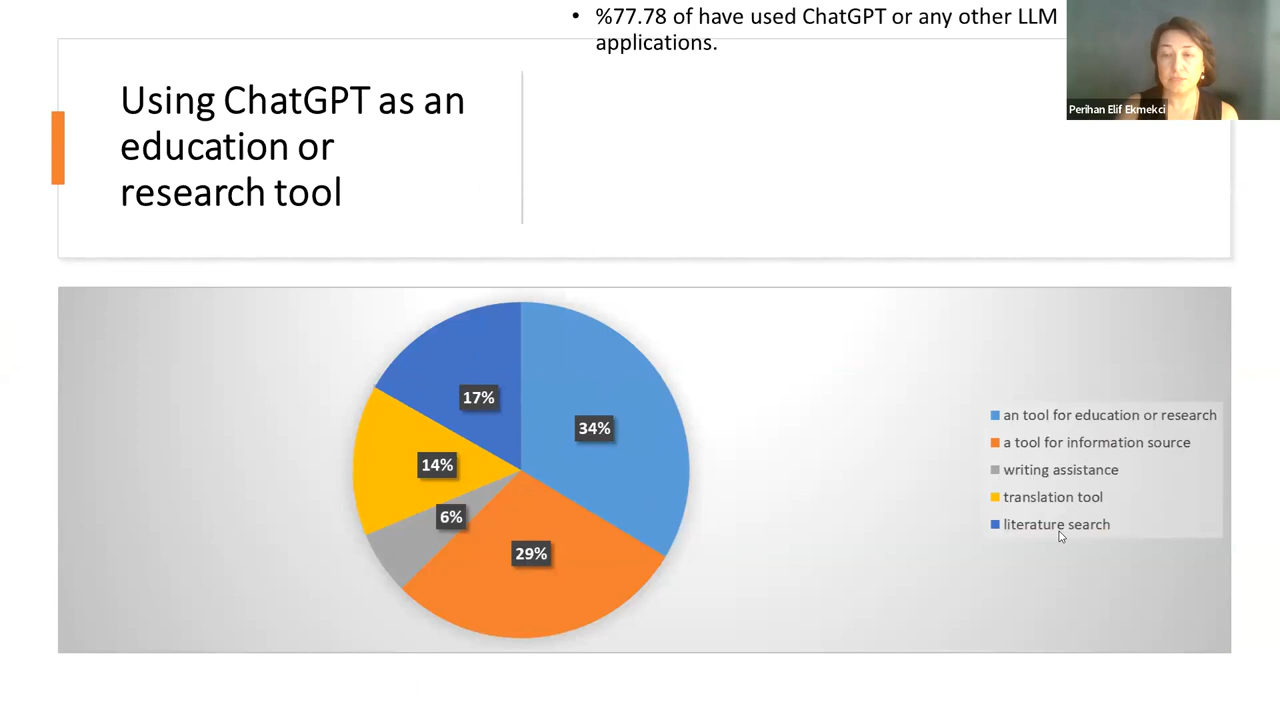 • %77.78 of have used ChatGPT or any other LLM
applications.
Perihan Elif Ekmekci
Using ChatGPT as an
education or
research tool
17%
34%
14%
6%
29%
an tool for education or research
a tool for information source
writing assistance
translation tool
literature search